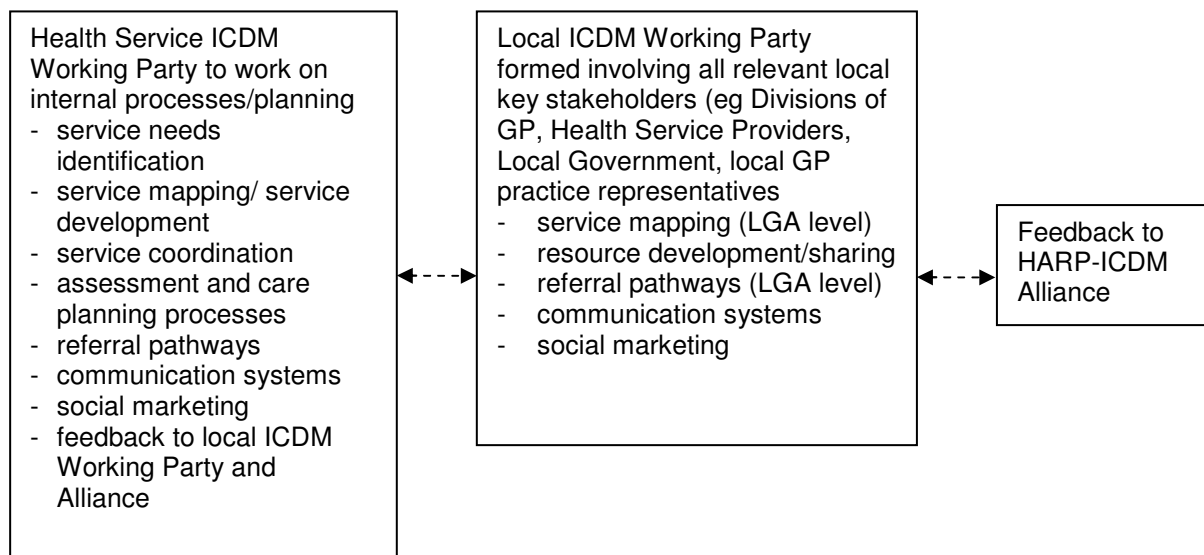 Health Service ICDM
Working Party to work on
internal processes/planning
- service needs
identification
- service mapping/ service
development
- service coordination
- assessment and care
planning processes
- referral pathways
- communication systems
- social marketing
- feedback to local ICDM
Working Party and
Alliance
Local ICDM Working Party
formed involving all relevant local
key stakeholders (eg Divisions of
GP, Health Service Providers,
Local Government, local GP
practice representatives
- service mapping (LGA level)
- resource development/sharing
- referral pathways (LGA level)
- communication systems
- social marketing
Feedback to
HARP-ICDM
Alliance